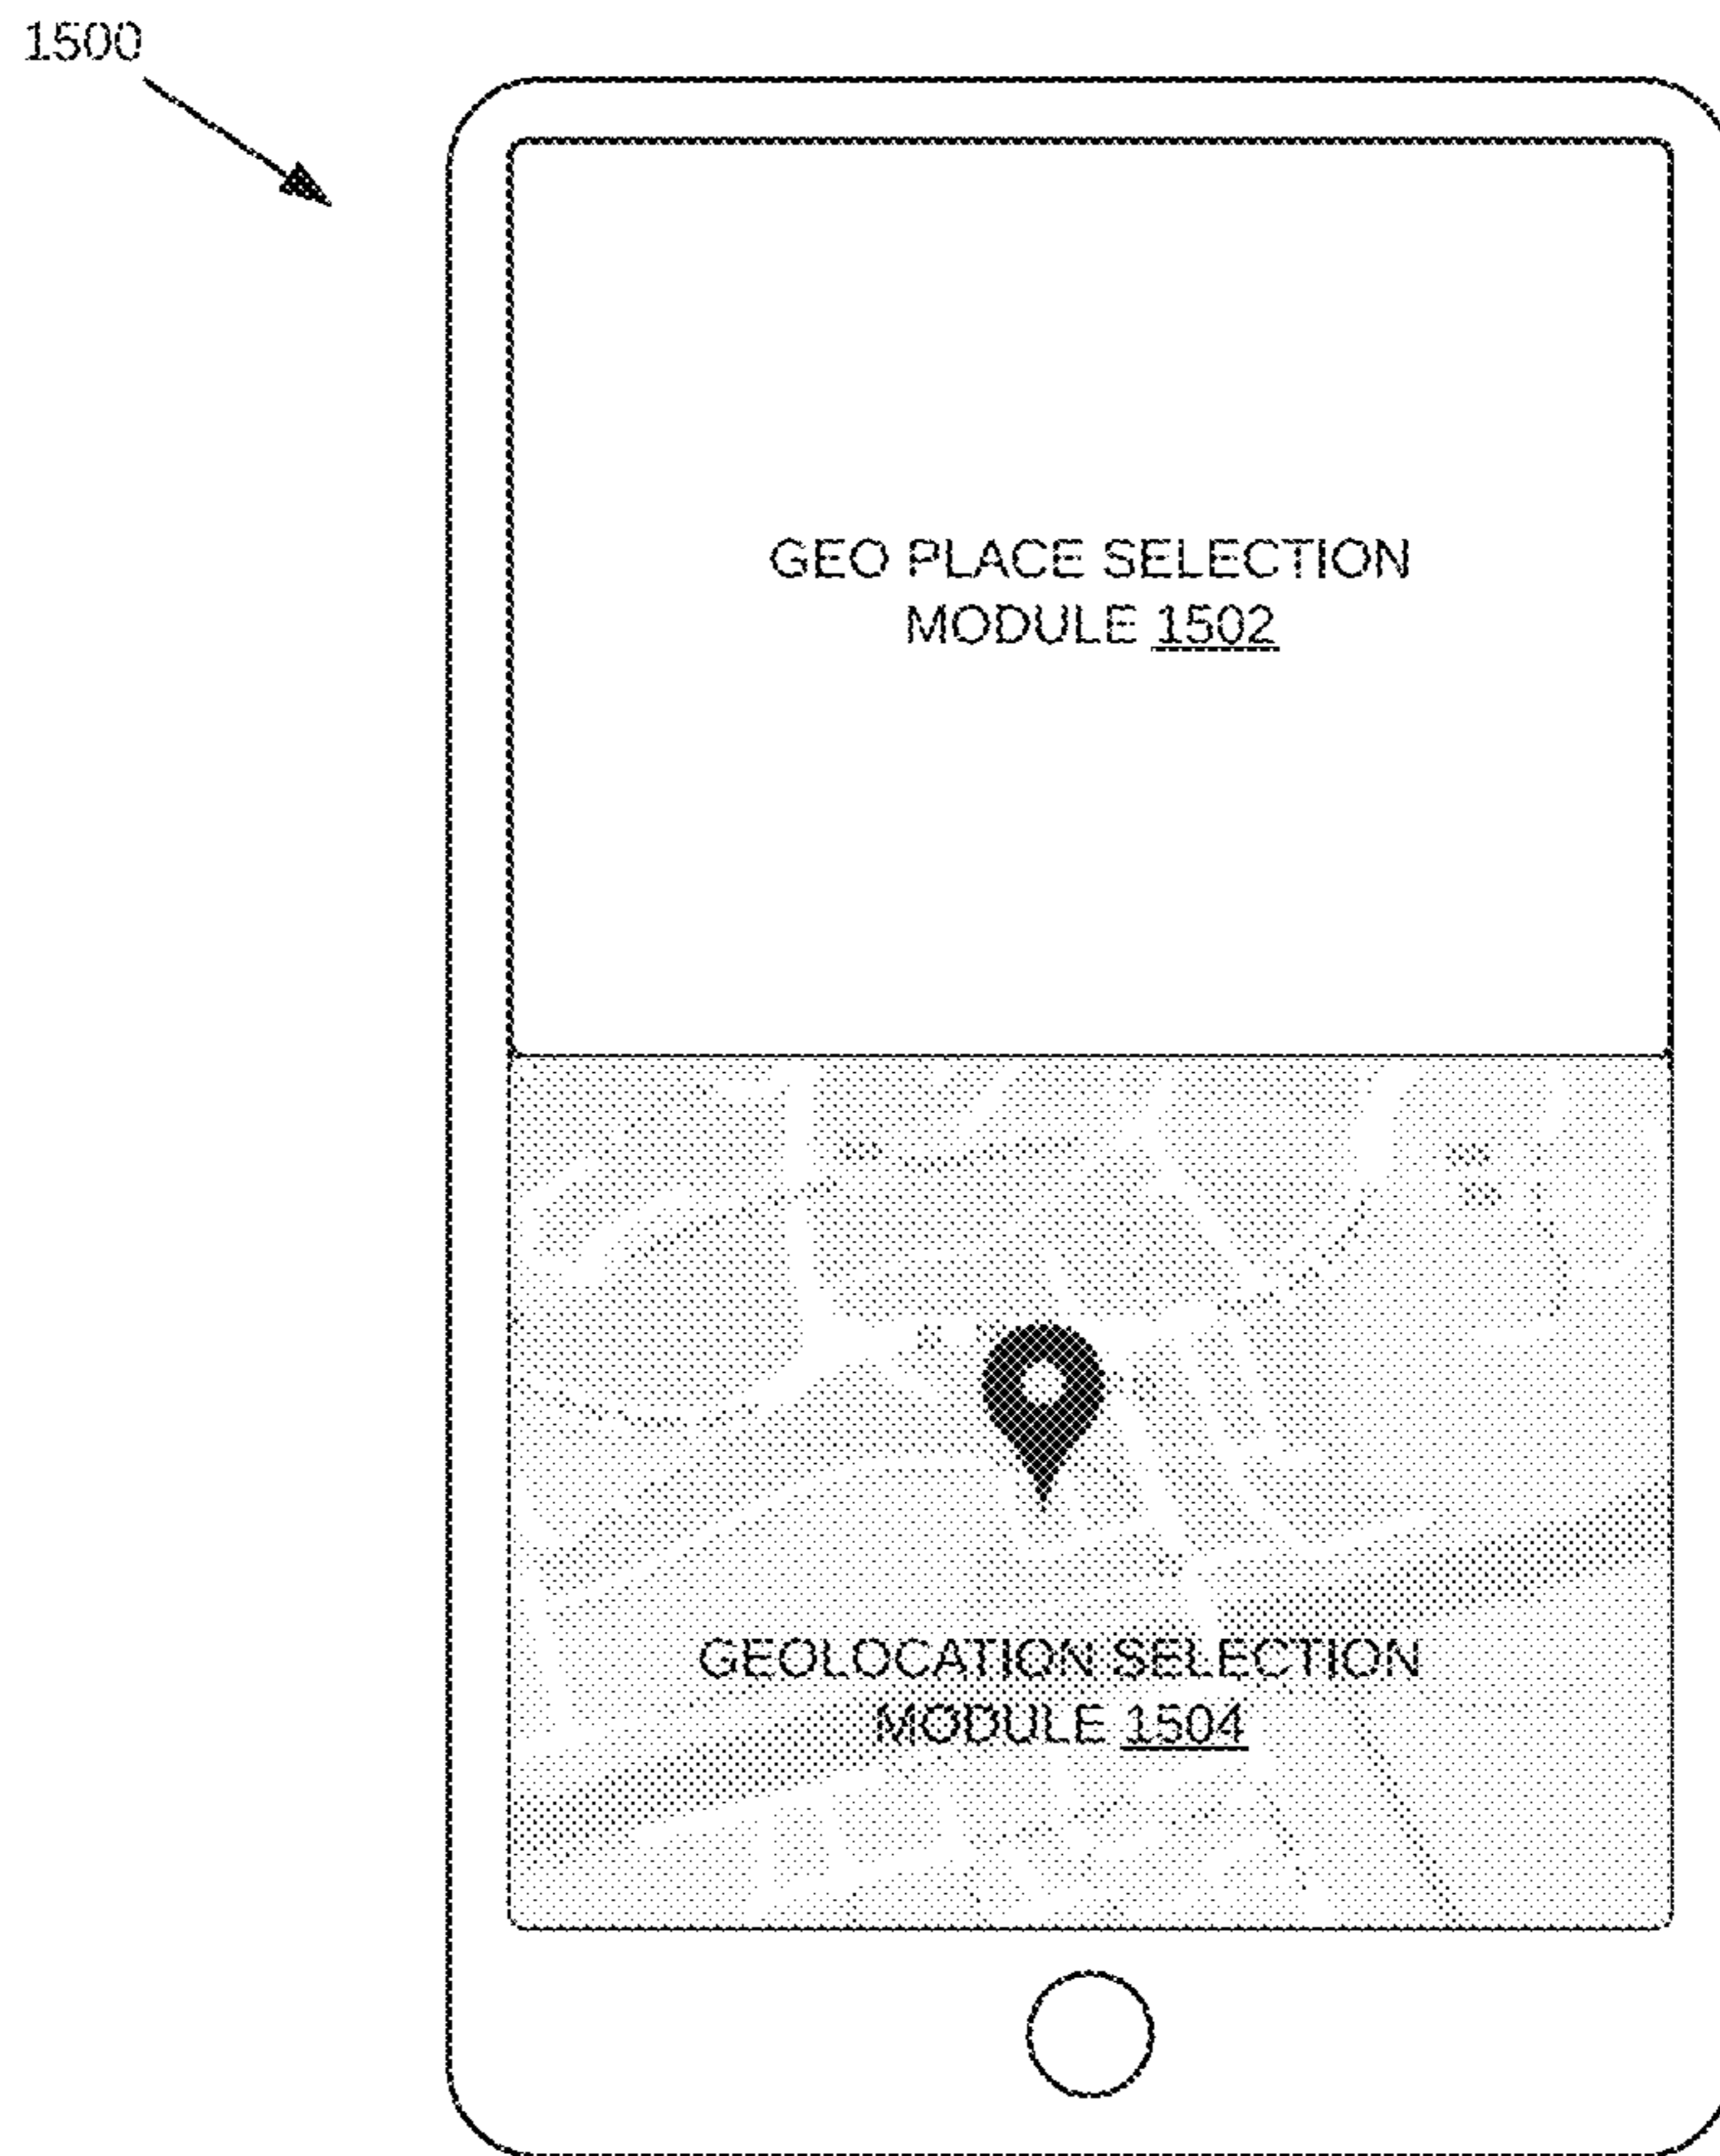 1500
GEO PLACE SELECTION
MODULE 1502
GEOLOCATION SELECTION
MODULE 1504